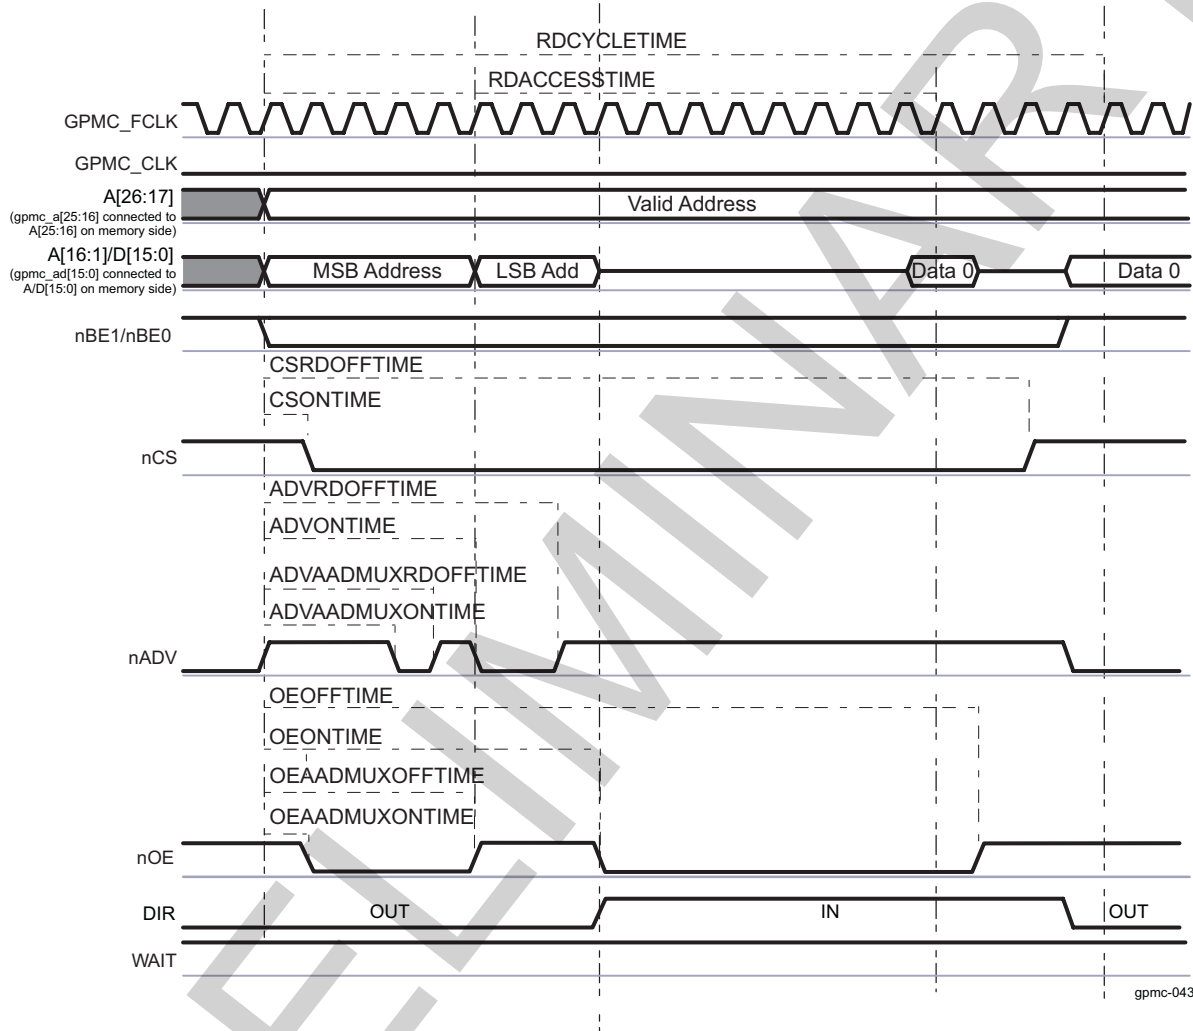 RDCYCLETIME
RDACCESSTIME
GPMC_FCLK
GPMC_CLK
A[26:17]
(gpmc_a[25:16] connected to
A[25:16] on memory side)
Valid Address
A[16:1]/D[15:0]
(gpmc_ad[15:0] connected to
A/D[15:0] on memory side)
MSB Address
LSB Add
Data 0
Data 0
nBE1/nBE0
CSRDOFFTIME
CSONTIME
nCS
ADVRDOFFTIME
ADVONTIME
ADVAADMUXRDOFFTIME
ADVAADMUXONTIME
nADV
OEOFFTIME
OEONTIME
OEAADMUXOFFTIME
OEAADMUXONTIME
nOE
DIR
OUT
IN
OUT
WAIT
gpmc-043
ELIMINARY